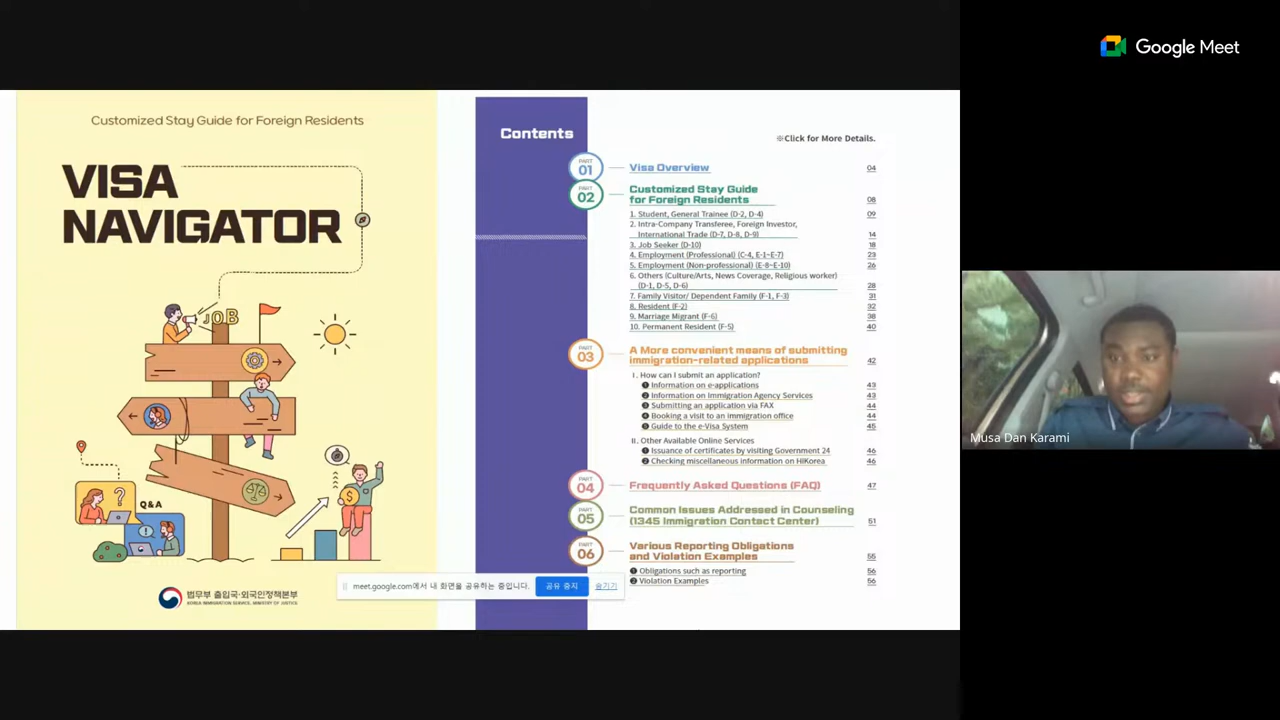 Google Meet
Customized Stay Guide for Foreign Residents
VISA
NAVIGATOR
JOB
?
Q&A
!
$
법무부 출입국·외국인정책본부
KOREA IMMIGRATION SERVICE, MINISTRY OF JUSTICE
Contents
※Click for More Details.
PART 01 Visa Overview 04
PART 02 Customized Stay Guide
for Foreign Residents 08
1. Student, General Trainee (D-2, D-4) 09
2. Intra-Company Transferee, Foreign Investor,
International Trade (D-7, D-8, D-9) 14
3. Job Seeker (D-10) 18
4. Employment (Professional) (C-4, E-1~E-7) 23
5. Employment (Non-professional) (E-8~E-10) 26
6. Others (Culture/Arts, News Coverage, Religious worker)
(D-1, D-5, D-6) 28
7. Family Visitor/ Dependent Family (F-1, F-3) 31
8. Resident (F-2) 32
9. Marriage Migrant (F-6) 38
10. Permanent Resident (F-5) 40
PART 03 A More convenient means of submitting
immigration-related applications 42
Ⅰ. How can I submit an application?
❶ Information on e-applications 43
❷ Information on Immigration Agency Services 43
❸ Submitting an application via FAX 44
❹ Booking a visit to an immigration office 44
❺ Guide to the e-Visa System 45
Ⅱ. Other Available Online Services
❶ Issuance of certificates by visiting Government 24 46
❷ Checking miscellaneous information on HiKorea 46
PART 04 Frequently Asked Questions (FAQ) 47
PART 05 Common Issues Addressed in Counseling
(1345 Immigration Contact Center) 51
PART 06 Various Reporting Obligations
and Violation Examples 55
❶ Obligations such as reporting 56
❷ Violation Examples 56
meet.google.com에서 내 화면을 공유하는 중입니다. 공유 중지 숨기기
Musa Dan Karami